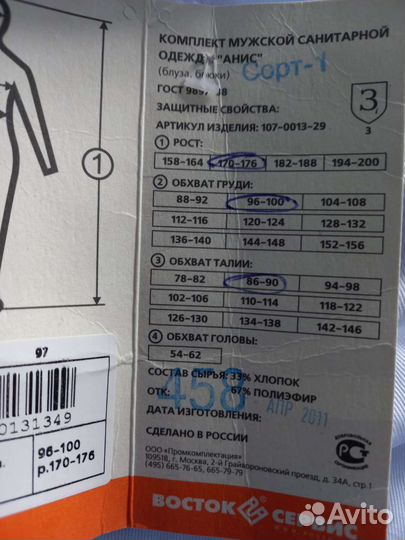 КОМПЛЕКТ МУЖСКОЙ САНИТАРНОЙ
ОДЕЖДЫ "АНИС"
(блуза, брюки) Сорт-1
ГОСТ
ЗАЩИТНЫЕ СВОЙСТВА:
З
3
АРТИКУЛ ИЗДЕЛИЯ: 107-0013-29
1 РОСТ:
158-164 170-176 182-188 194-200
2 ОБХВАТ ГРУДИ:
88-92 96-100 104-108
112-116 120-124 128-132
136-140 144-148 152-156
3 ОБХВАТ ТАЛИИ:
78-82 86-90 94-98
102-106 110-114 118-122
126-130 134-138 142-146
4 ОБХВАТ ГОЛОВЫ:
54-62
СОСТАВ СЫРЬЯ: 33% ХЛОПОК
67% ПОЛИЭФИР
ОТК: 458
ДАТА ИЗГОТОВЛЕНИЯ: АПР 2011
СДЕЛАНО В РОССИИ
ООО «Промкомплектация»
109518, г. Москва, 2-й Грайвороновский проезд, д. 34А, стр.1
(495) 665-76-65, 665-79-79
ДОБРОВОЛЬНАЯ
СЕРТИФИКАЦИЯ
ВОСТОК СЕРВИС
1
97
0131349
96-100
р.170-176
Avito